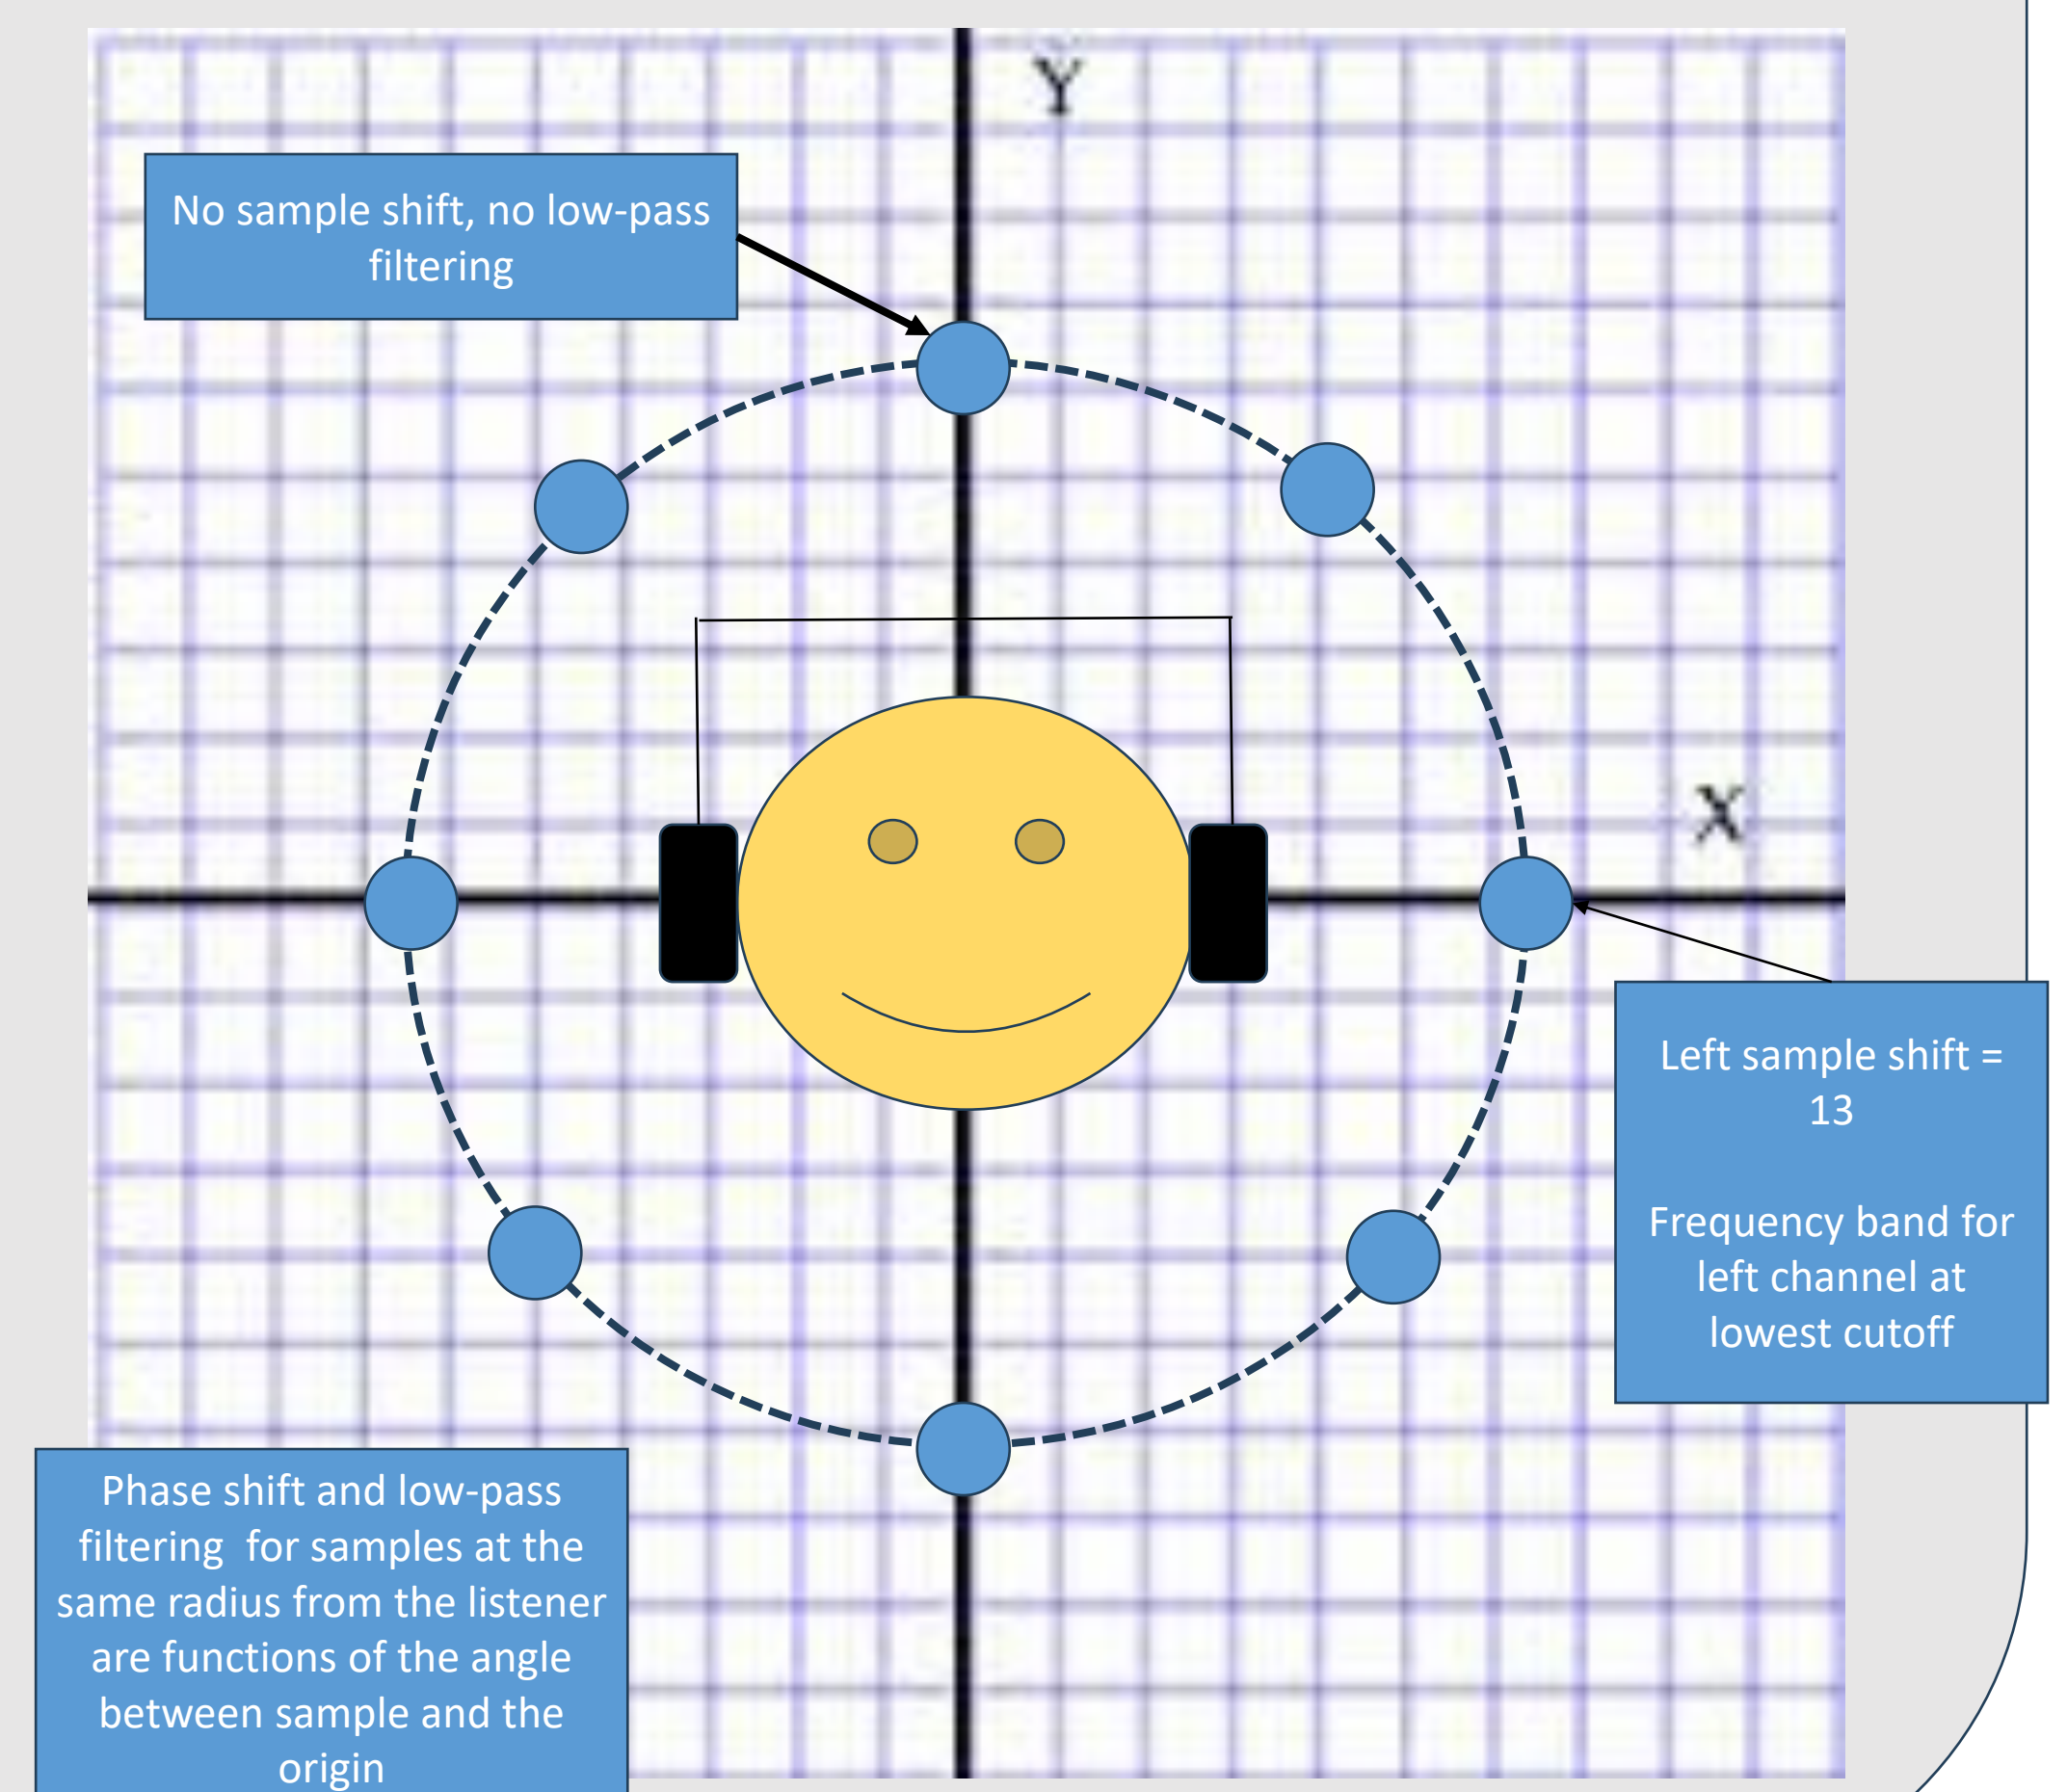 Y
No sample shift, no low-pass
filtering
X
Left sample shift =
13
Frequency band for
left channel at
lowest cutoff
Phase shift and low-pass
filtering  for samples at the
same radius from the listener
are functions of the angle
between sample and the
origin